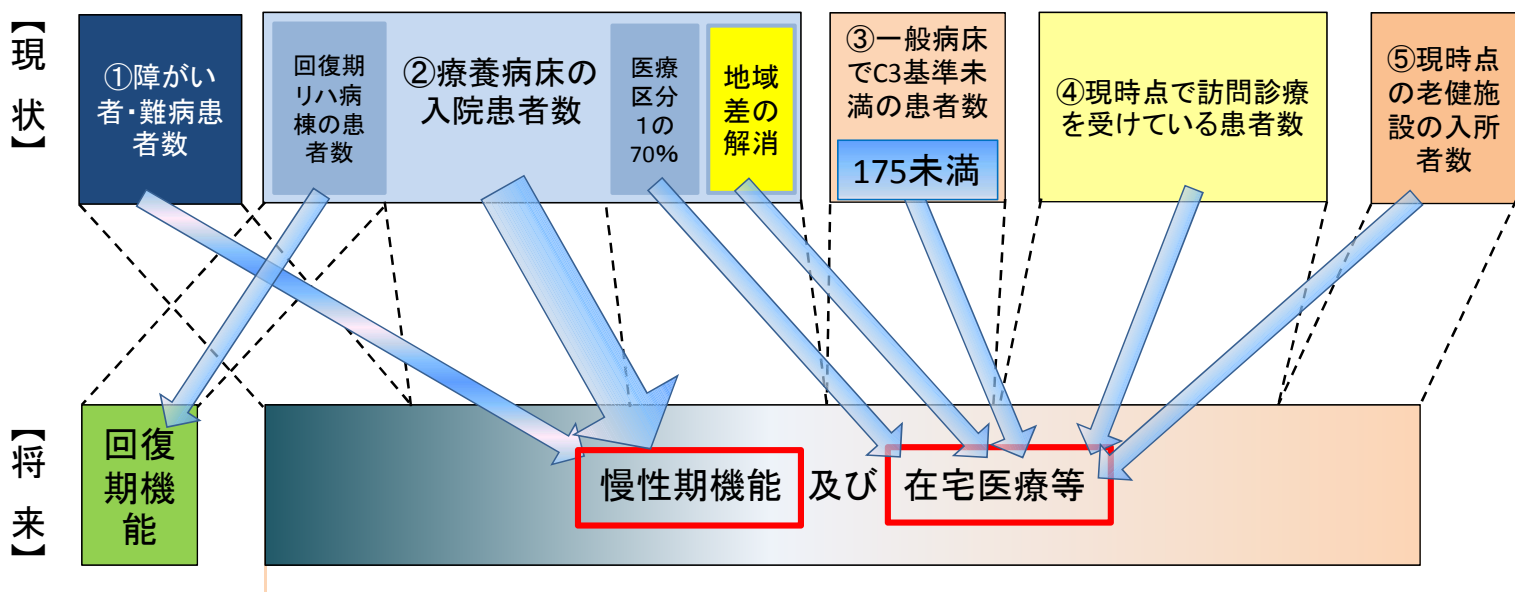 【現状】
①障がい
者・難病患
者数
回復期
リハ病
棟の患
者数
②療養病床の
入院患者数
医療
区分
1の
70%
地域
差の
解消
③一般病床
でC3基準未
満の患者数
175未満
④現時点で訪問診療
を受けている患者数
⑤現時点
の老健施
設の入所
者数
【将来】
回復
期機
能
慢性期機能 及び 在宅医療等